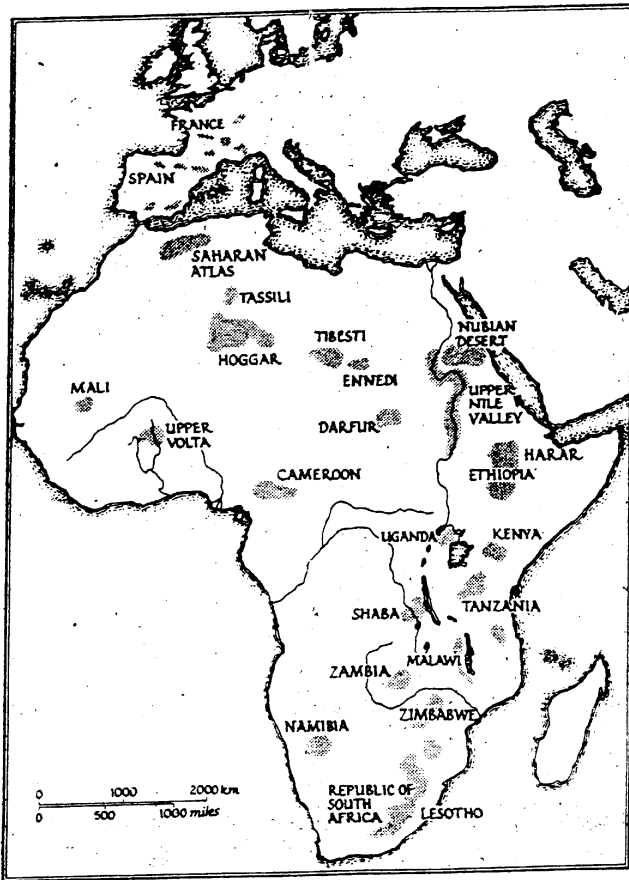 FRANCE
SPAIN
SAHARAN
ATLAS
TASSILI
HOGGAR
TIBESTI
ENNEDI
NUBIAN
DESERT
MALI
UPPER
VOLTA
DARFUR
UPPER
NILE
VALLEY
HARAR
ETHIOPIA
CAMEROON
UGANDA
KENYA
SHABA
TANZANIA
MALAWI
ZAMBIA
ZIMBABWE
NAMIBIA
REPUBLIC OF
SOUTH
AFRICA
LESOTHO
0 1000 2000 km.
0 500 1000 miles